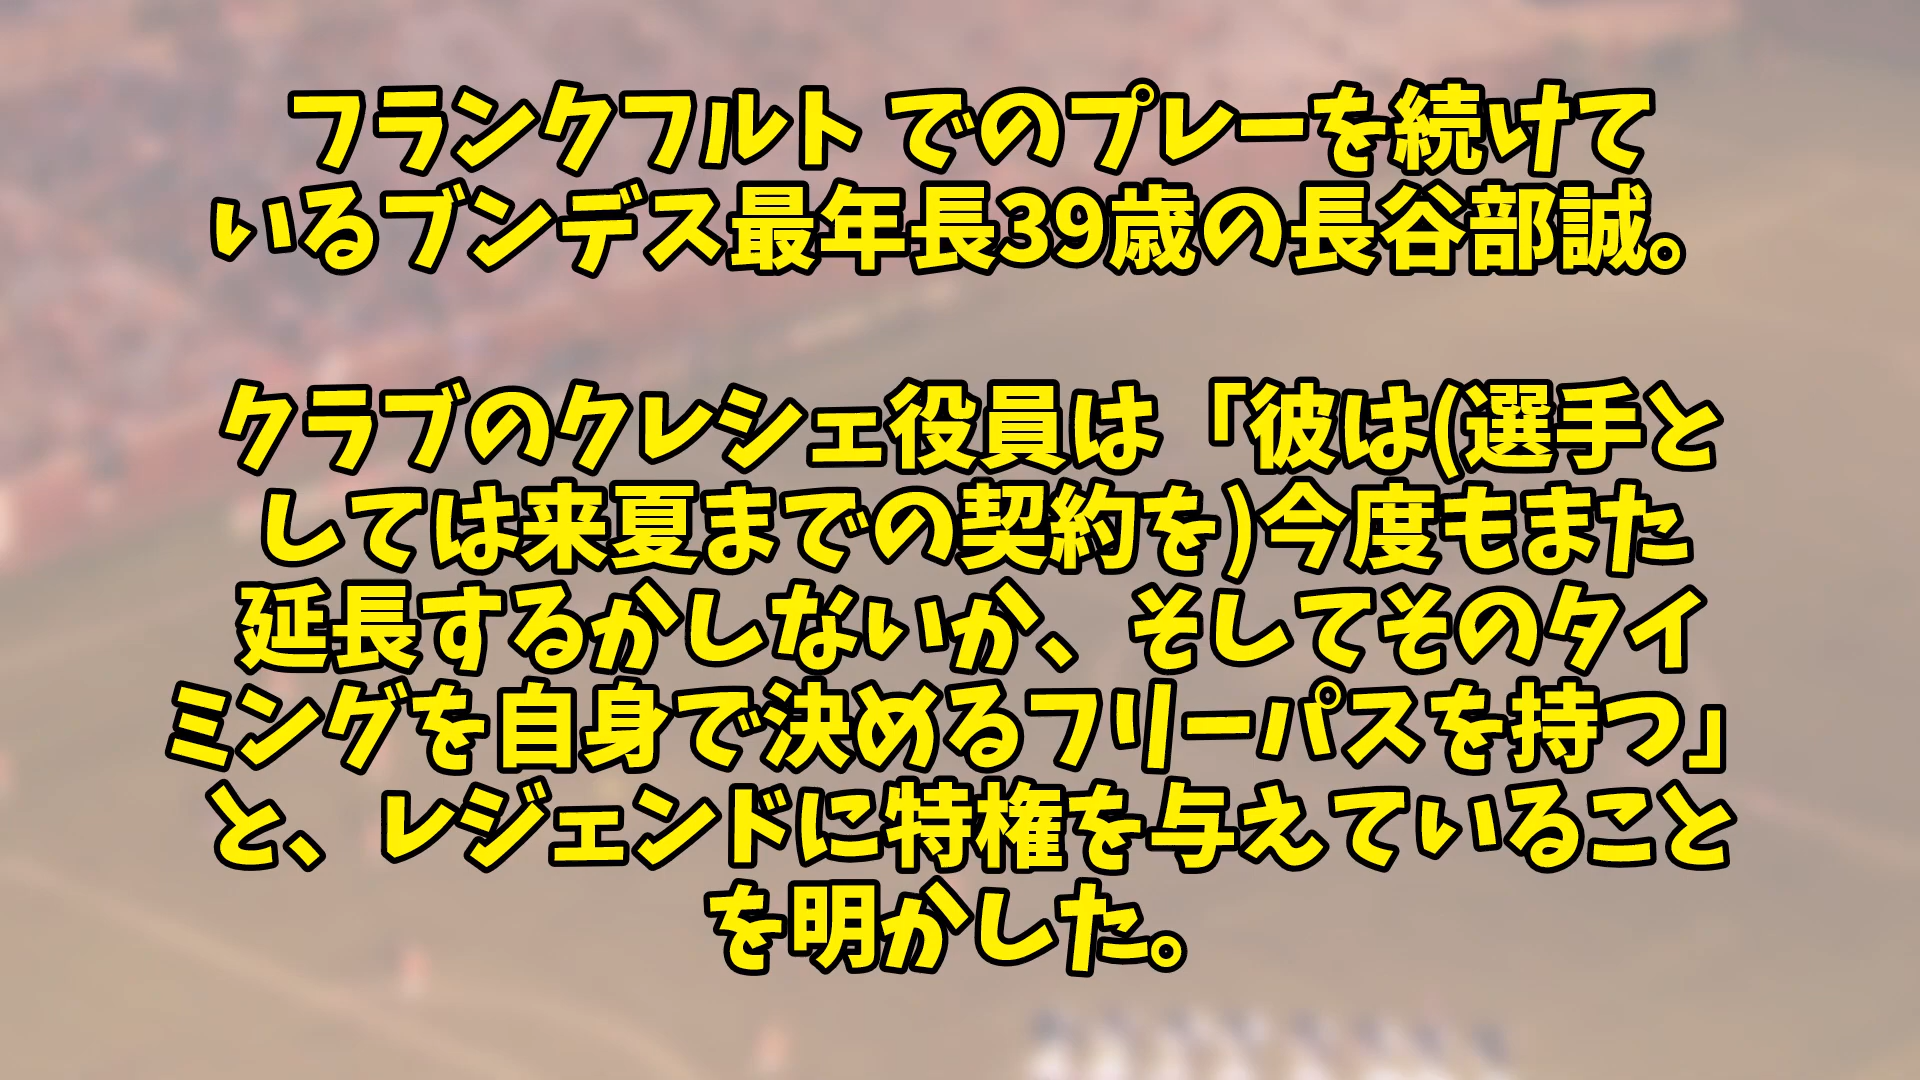 フランクフルト でのプレーを続けて
いるブンデス最年長39歳の長谷部誠。
クラブのクレシェ役員は「彼は(選手と
しては来夏までの契約を)今度もまた
延長するかしないか、そしてそのタイ
ミングを自身で決めるフリーパスを持つ」
と、レジェンドに特権を与えていること
を明かした。